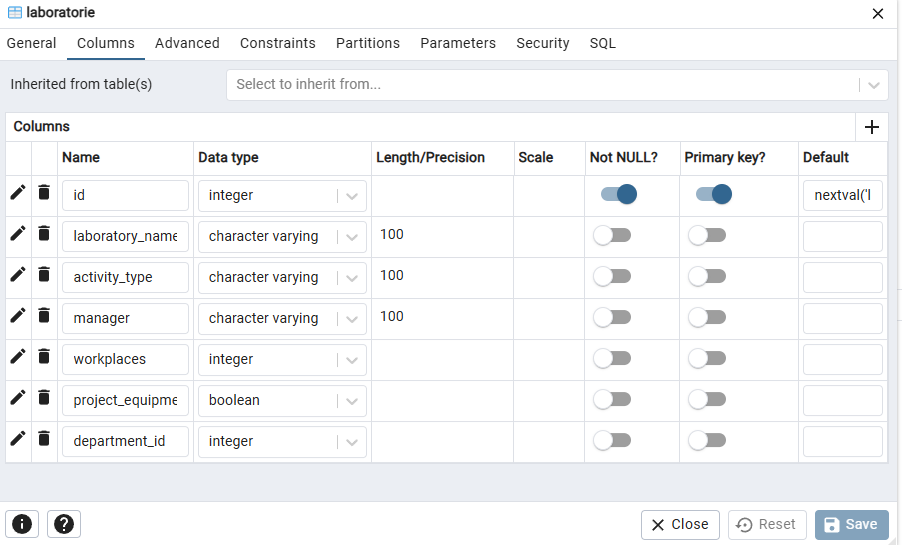 laboratorie
General Columns Advanced Constraints Partitions Parameters Security SQL
Inherited from table(s) Select to inherit from...
Columns
Name Data type Length/Precision Scale Not NULL? Primary key? Default
id integer nextval('l
laboratory_name character varying 100
activity_type character varying 100
manager character varying 100
workplaces integer
project_equipme boolean
department_id integer
Close Reset Save